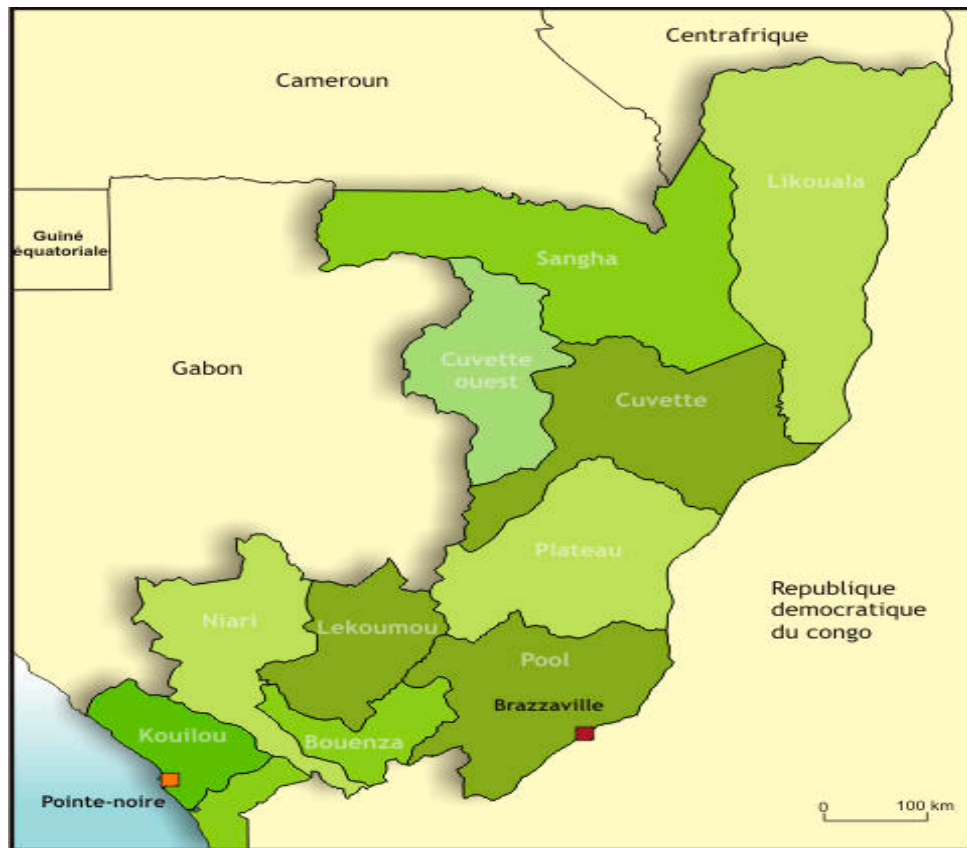 Centrafrique
Cameroun
Likouala
Guiné
équatoriale
Sangha
Gabon
Cuvette
ouest
Cuvette
Plateau
Republique
democratique
du congo
Niari
Lekoumou
Pool
Brazzaville
Kouilou
Bouenza
Pointe-noire
0 100 km